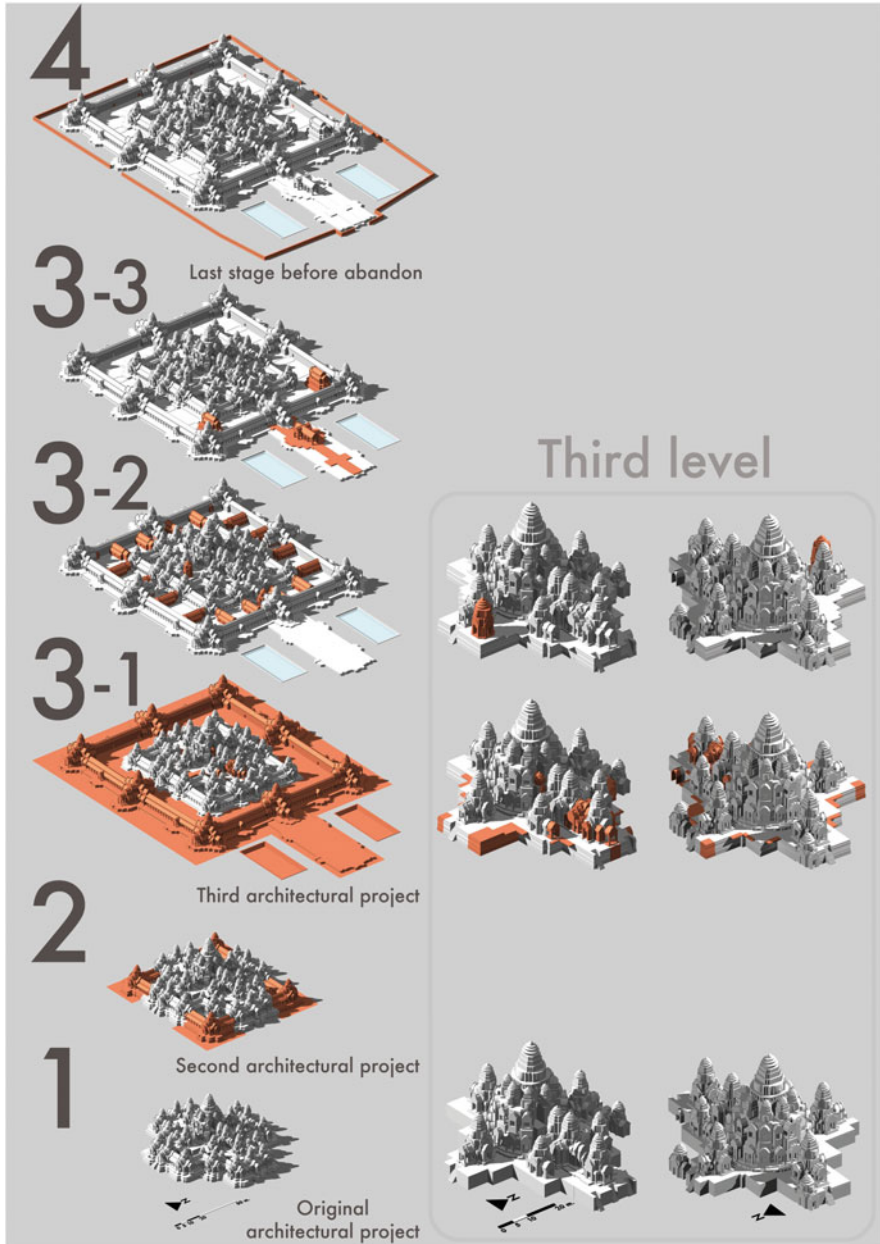 4
Last stage before abandon
3-3
3-2
Third level
3-1
Third architectural project
2
Second architectural project
1
Original
architectural project
N
N
N